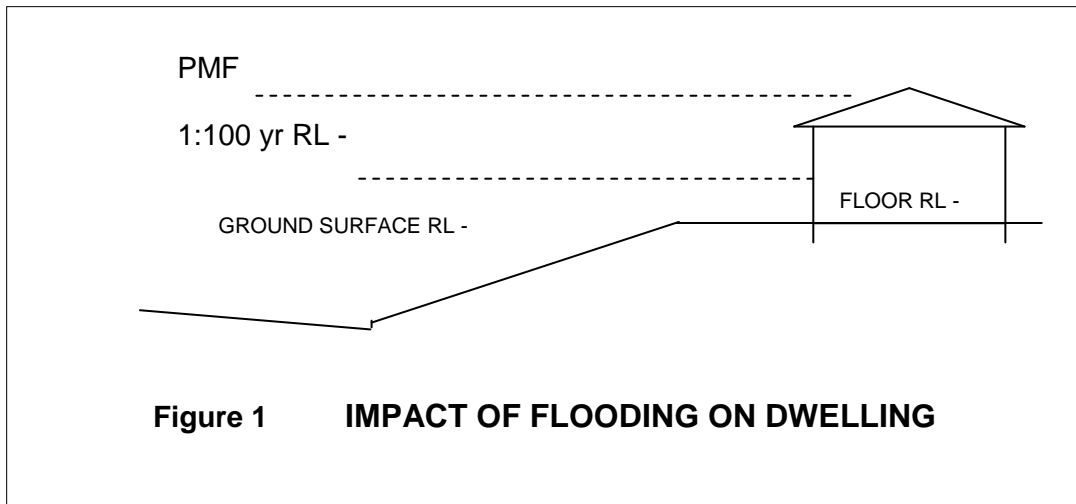 PMF
1:100 yr RL -
FLOOR RL -
GROUND SURFACE RL -
Figure 1 IMPACT OF FLOODING ON DWELLING